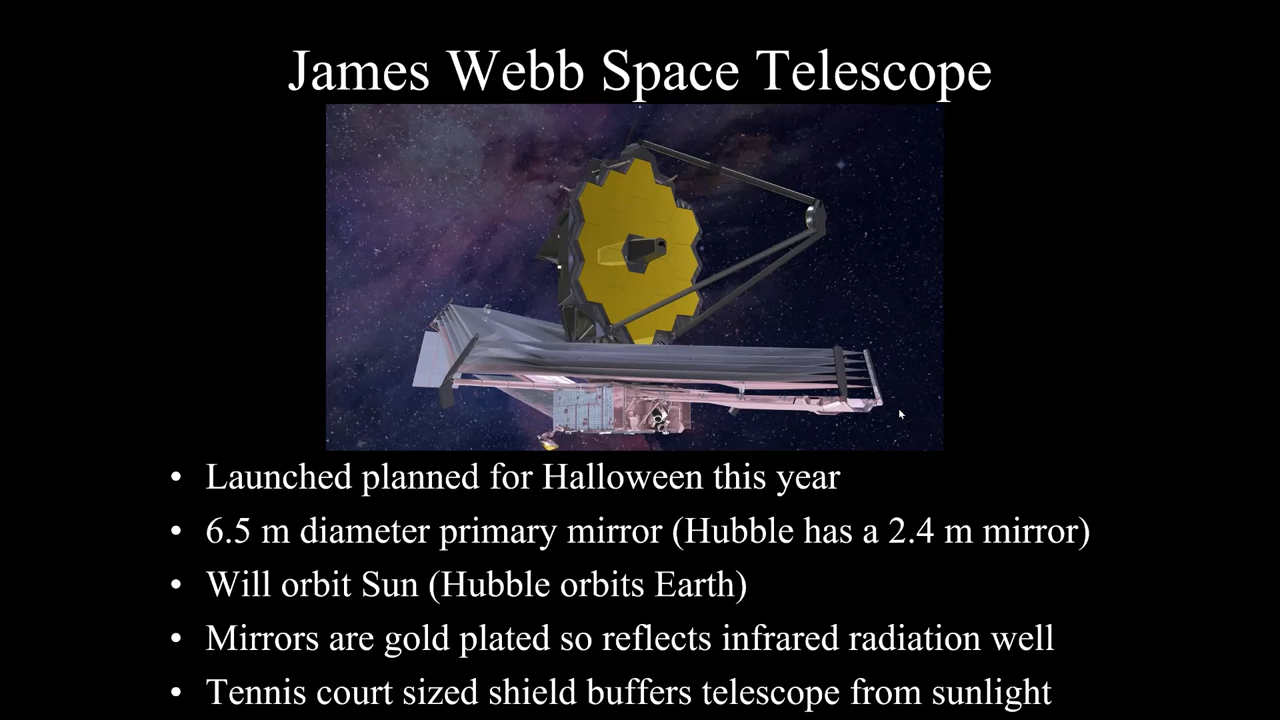 James Webb Space Telescope
• Launched planned for Halloween this year
• 6.5 m diameter primary mirror (Hubble has a 2.4 m mirror)
• Will orbit Sun (Hubble orbits Earth)
• Mirrors are gold plated so reflects infrared radiation well
• Tennis court sized shield buffers telescope from sunlight